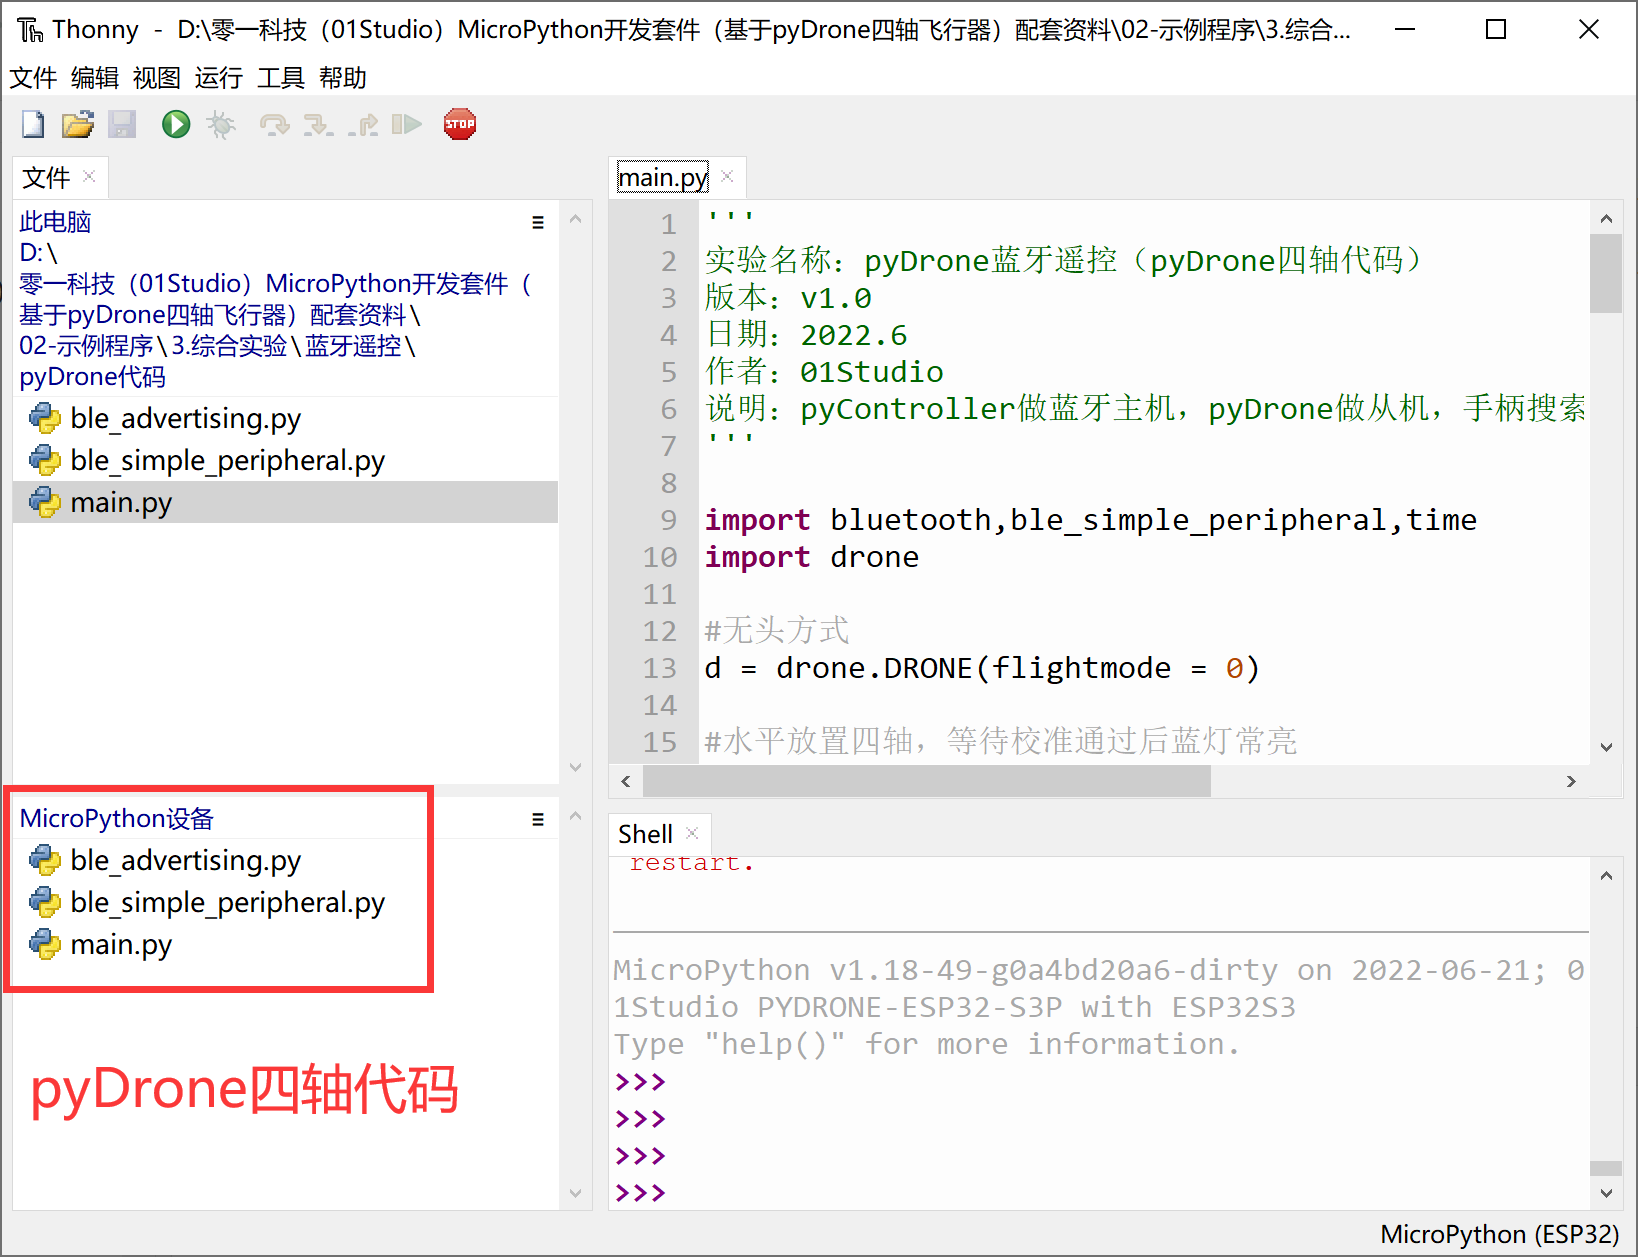 Thonny - D:\零一科技（01Studio）MicroPython开发套件（基于pyDrone四轴飞行器）配套资料\02-示例程序\3.综合...
文件 编辑 视图 运行 工具 帮助
STOP
文件
此电脑
D:\
零一科技（01Studio）MicroPython开发套件（
基于pyDrone四轴飞行器）配套资料\
02-示例程序\3.综合实验\蓝牙遥控\
pyDrone代码
ble_advertising.py
ble_simple_peripheral.py
main.py
MicroPython设备
ble_advertising.py
ble_simple_peripheral.py
main.py
pyDrone四轴代码
main.py
1 '''
2 实验名称：pyDrone蓝牙遥控（pyDrone四轴代码）
3 版本：v1.0
4 日期：2022.6
5 作者：01Studio
6 说明：pyController做蓝牙主机，pyDrone做从机，手柄搜索
7 '''
8
9 import bluetooth,ble_simple_peripheral,time
10 import drone
11
12 #无头方式
13 d = drone.DRONE(flightmode = 0)
14
15 #水平放置四轴，等待校准通过后蓝灯常亮
Shell
restart.
MicroPython v1.18-49-g0a4bd20a6-dirty on 2022-06-21; 0
1Studio PYDRONE-ESP32-S3P with ESP32S3
Type "help()" for more information.
>>>
>>>
>>>
>>>
MicroPython (ESP32)